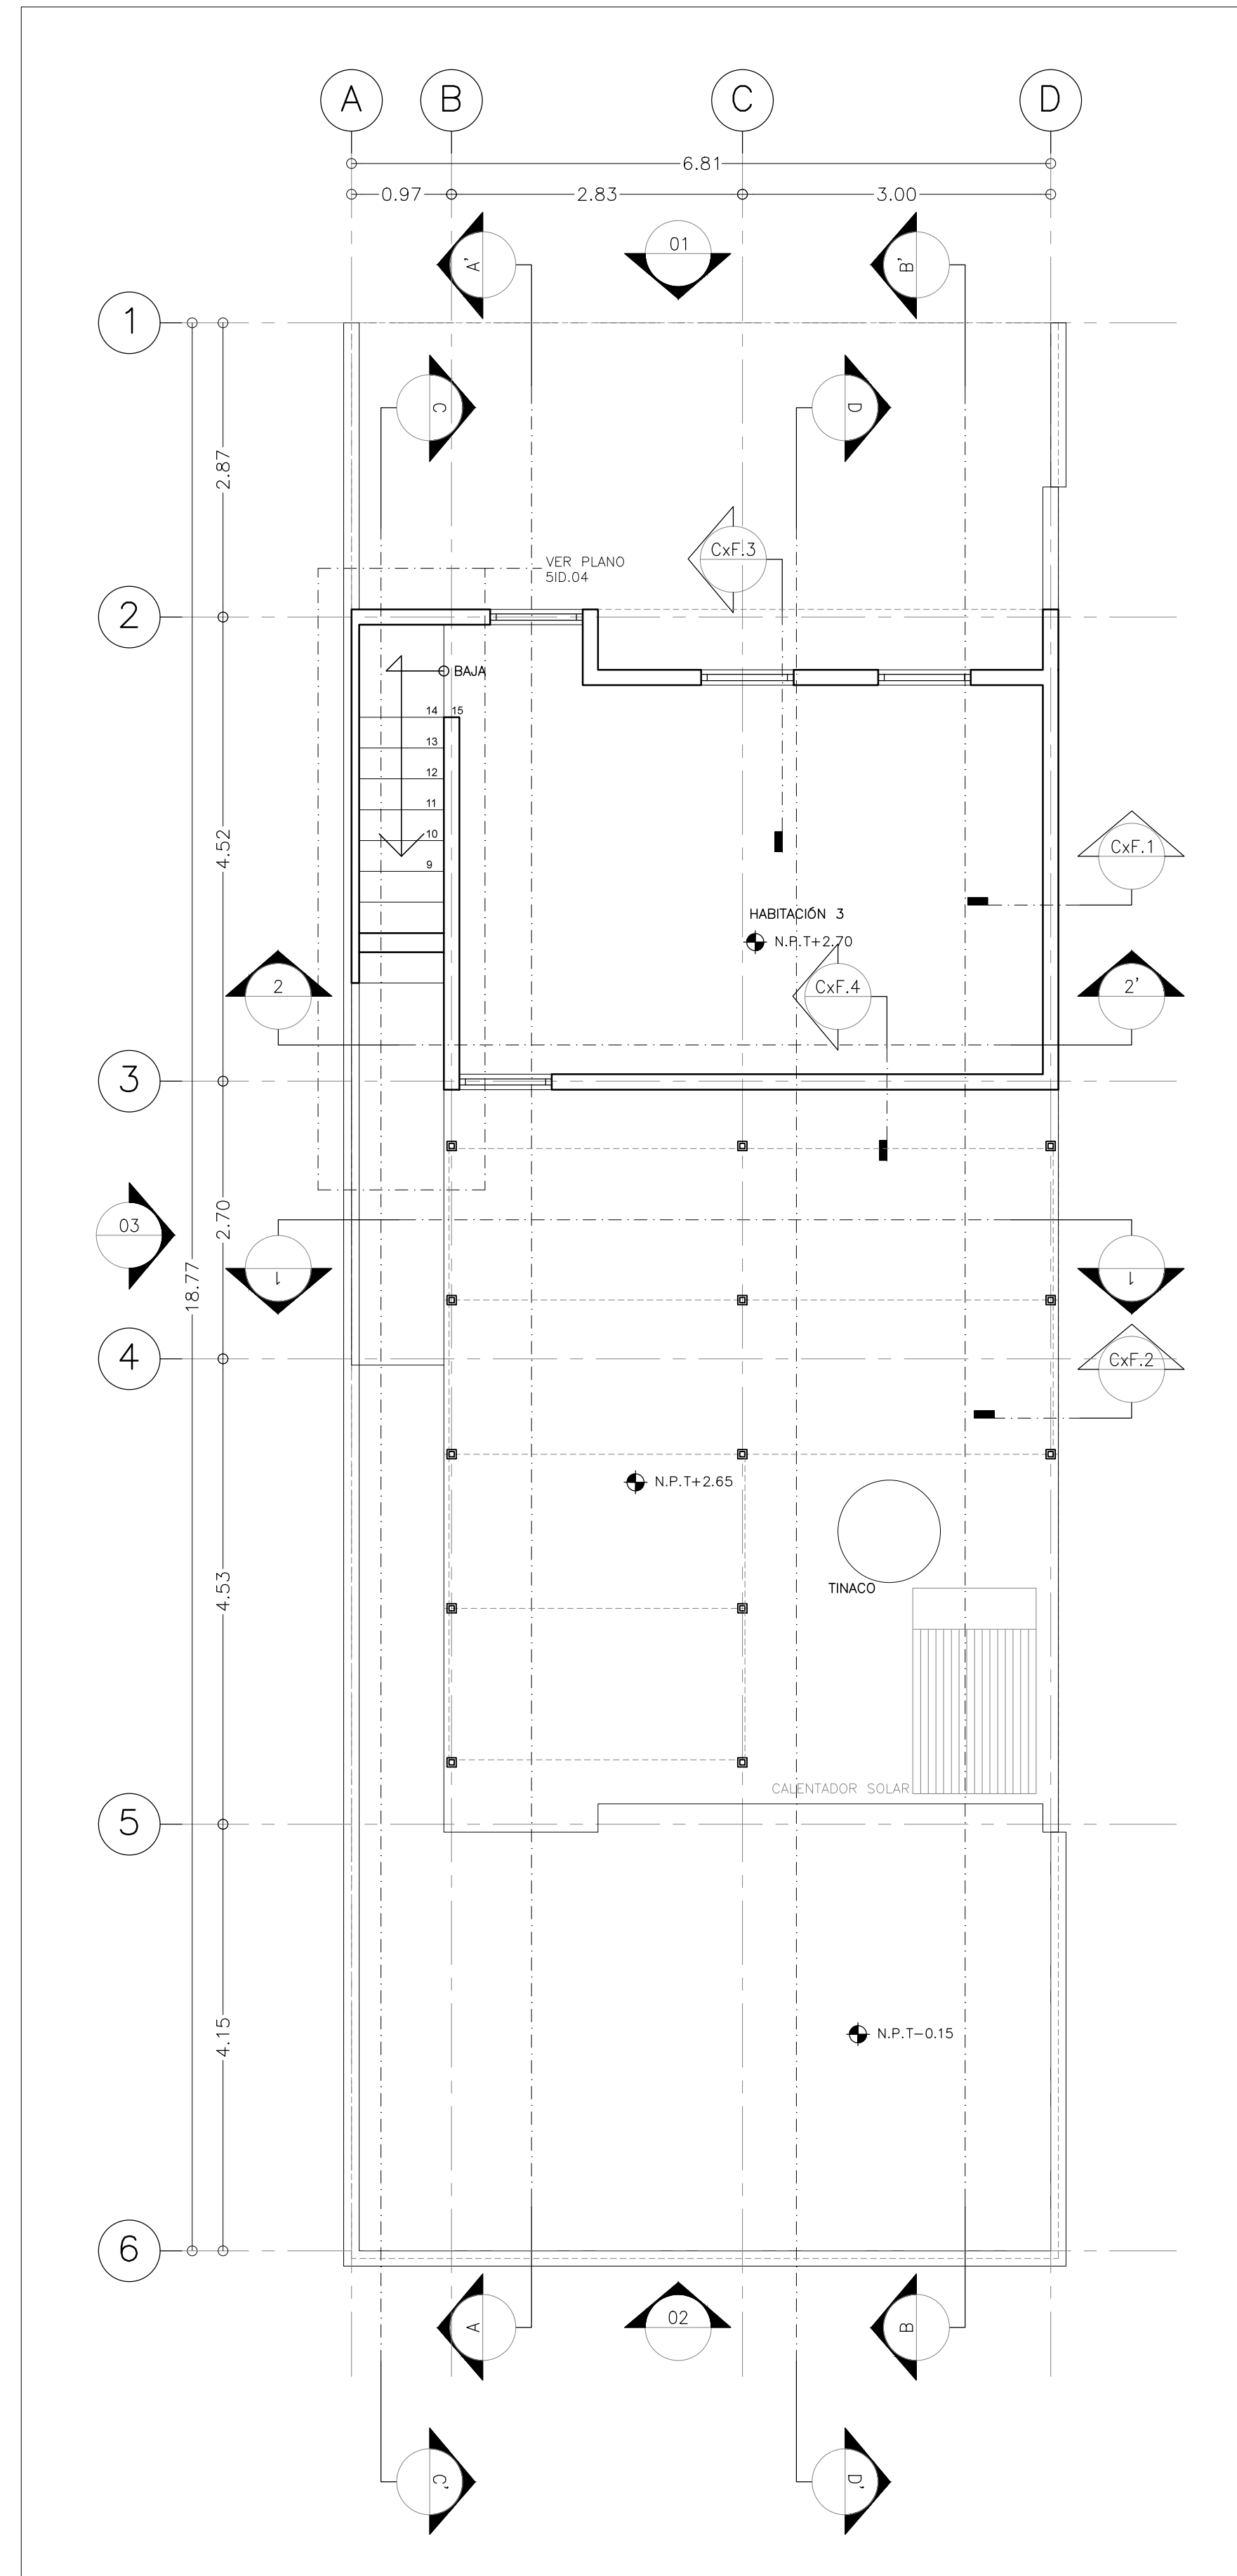 A
B
C
D
6.81
0.97
2.83
3.00
01
A'
B'
1
C
D
2.87
CxF.3
VER PLANO
5ID.04
2
BAJA
14
15
13
12
4.52
11
10
CxF.1
9
HABITACIÓN 3
N.P.T+2.70
2
CxF.4
2'
3
2.70
03
18.77
1
1
4
CxF.2
N.P.T+2.65
TINACO
4.53
CALENTADOR SOLAR
5
4.15
N.P.T-0.15
6
A
02
B
C'
D'